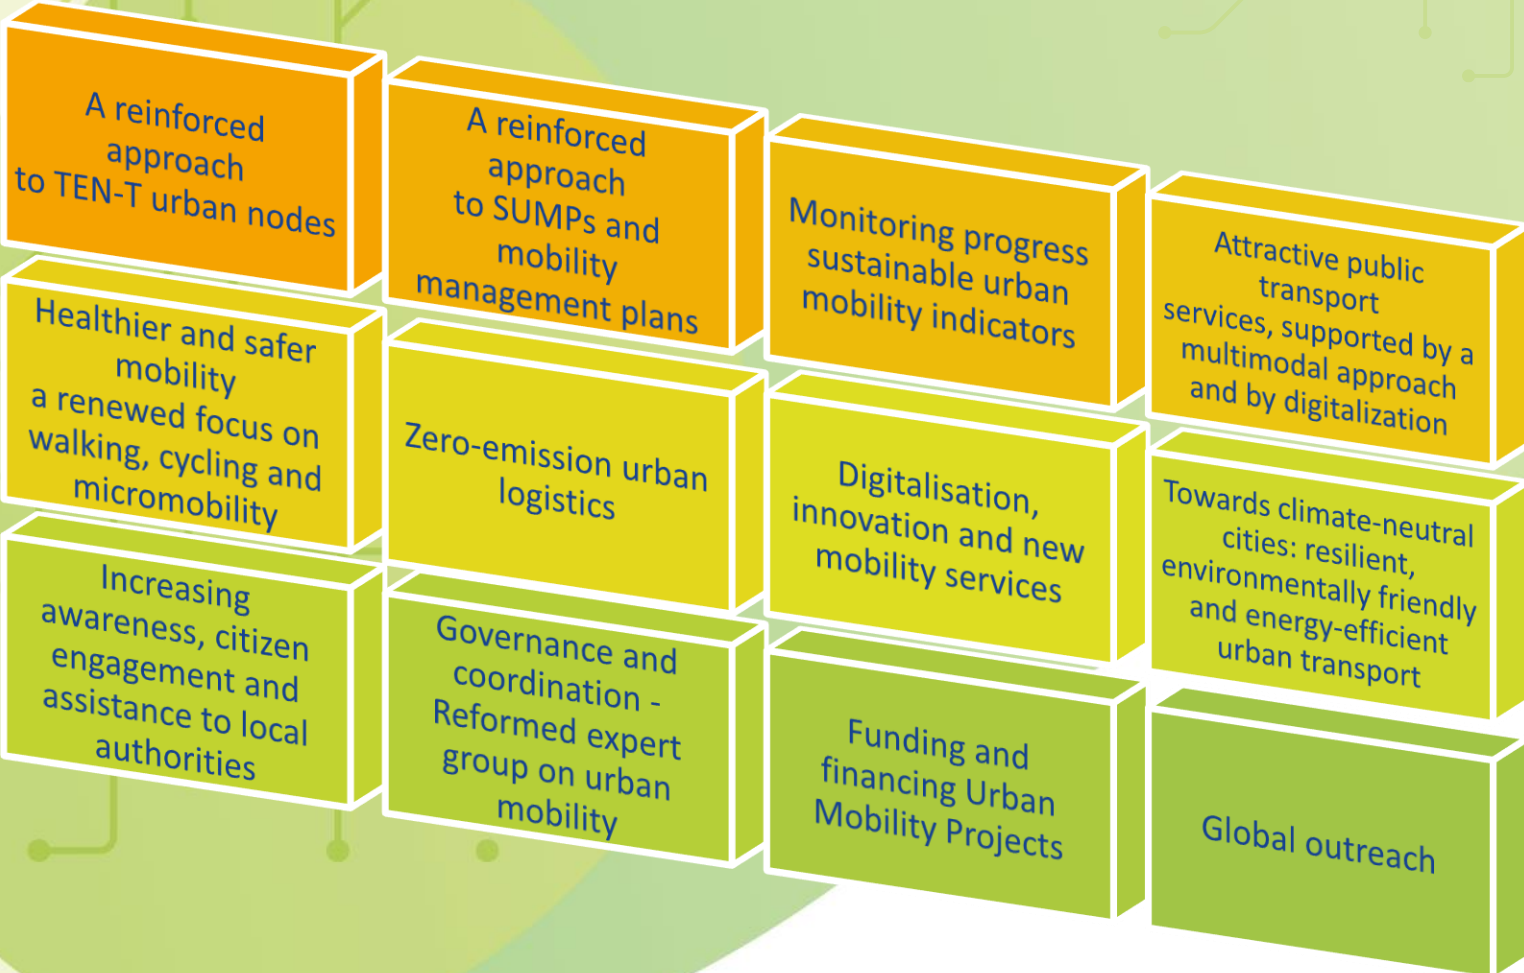 A reinforced
approach
to TEN-T urban nodes
A reinforced
approach
to SUMPs and
mobility
management plans
Monitoring progress
sustainable urban
mobility indicators
Attractive public
transport
services, supported by a
multimodal approach
and by digitalization
Healthier and safer
mobility
a renewed focus on
walking, cycling and
micromobility
Zero-emission urban
logistics
Digitalisation,
innovation and new
mobility services
Towards climate-neutral
cities: resilient,
environmentally friendly
and energy-efficient
urban transport
Increasing
awareness, citizen
engagement and
assistance to local
authorities
Governance and
coordination -
Reformed expert
group on urban
mobility
Funding and
financing Urban
Mobility Projects
Global outreach